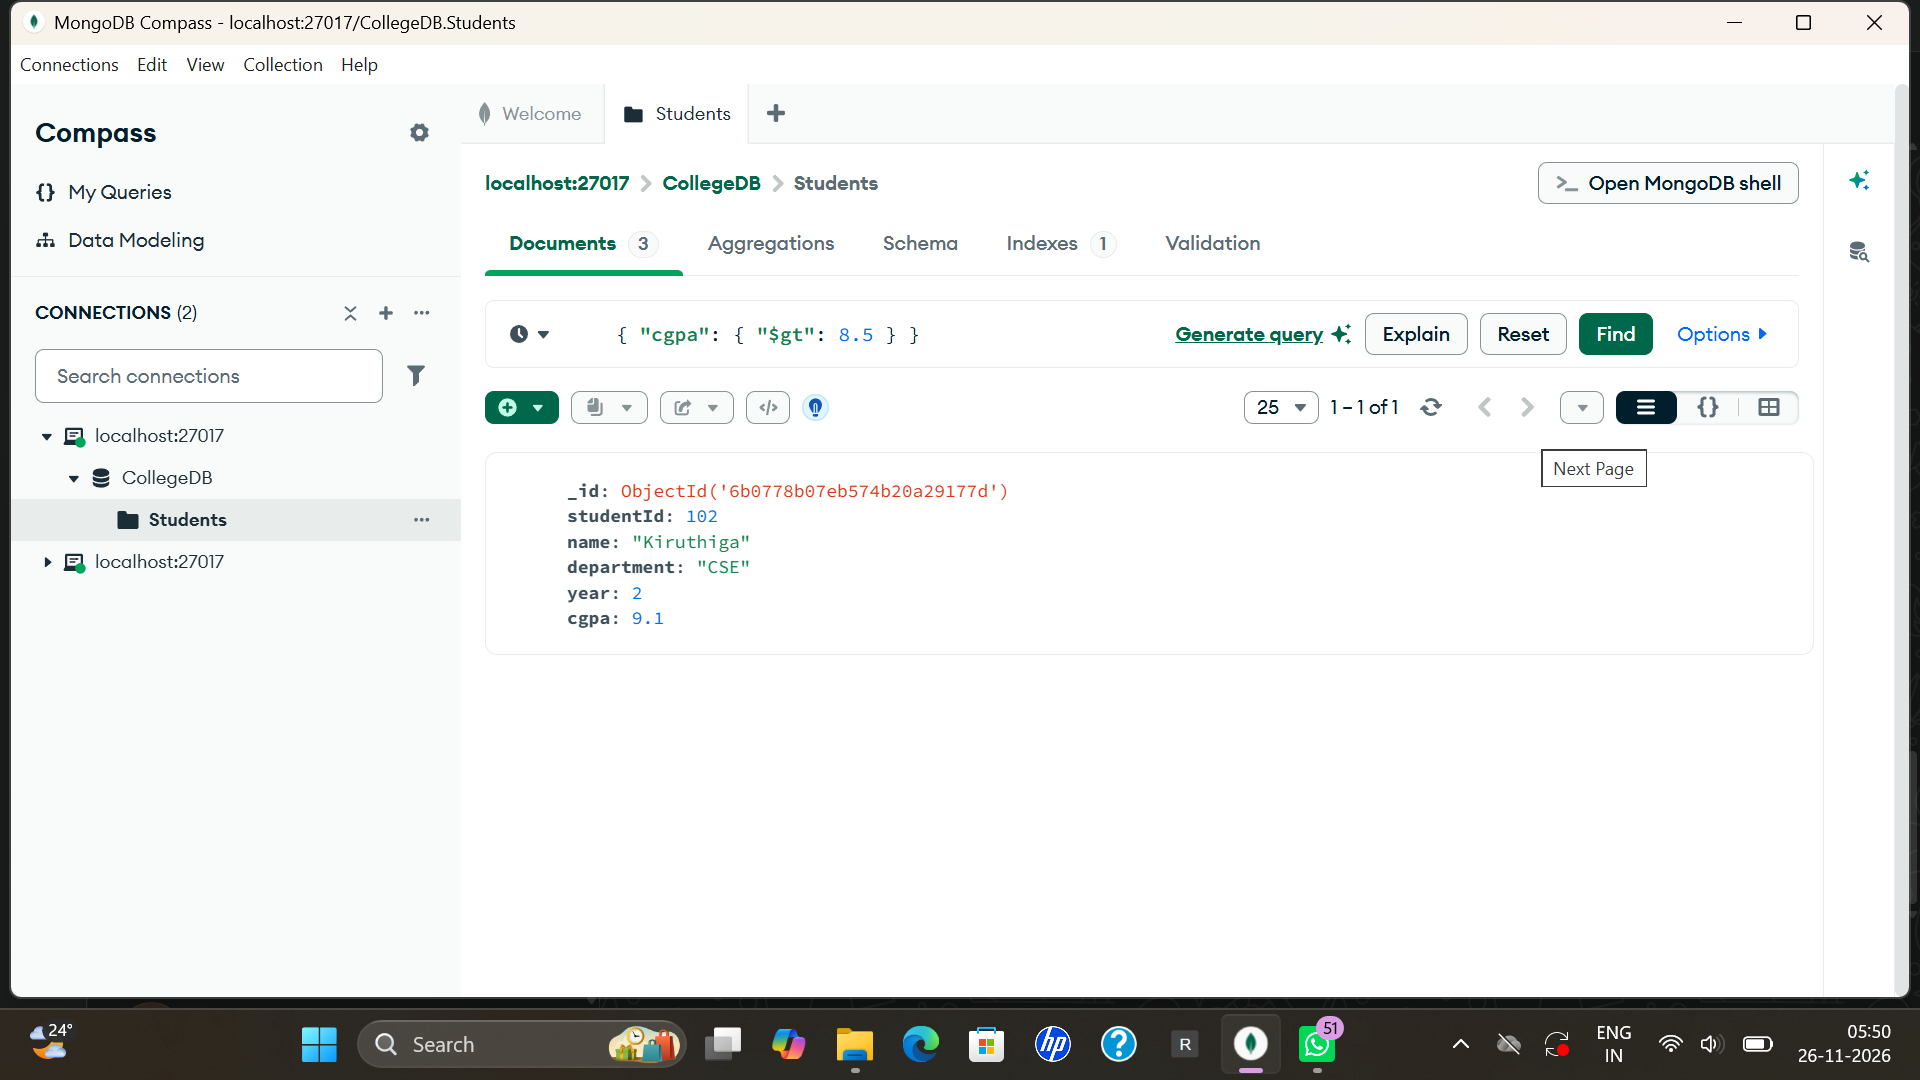 MongoDB Compass - localhost:27017/CollegeDB.Students
Connections Edit View Collection Help
Compass
My Queries
Data Modeling
CONNECTIONS (2)
Search connections
localhost:27017
CollegeDB
Students
localhost:27017
Welcome
Students
localhost:27017 CollegeDB Students
>_ Open MongoDB shell
Documents 3 Aggregations Schema Indexes 1 Validation
{ "cgpa": { "$gt": 8.5 } }
Generate query Explain Reset Find Options
25 1 – 1 of 1
Next Page
_id: ObjectId('6b0778b07eb574b20a29177d')
studentId: 102
name: "Kiruthiga"
department: "CSE"
year: 2
cgpa: 9.1
24°
Search
hp
R
51
ENG
IN
05:50
26-11-2026